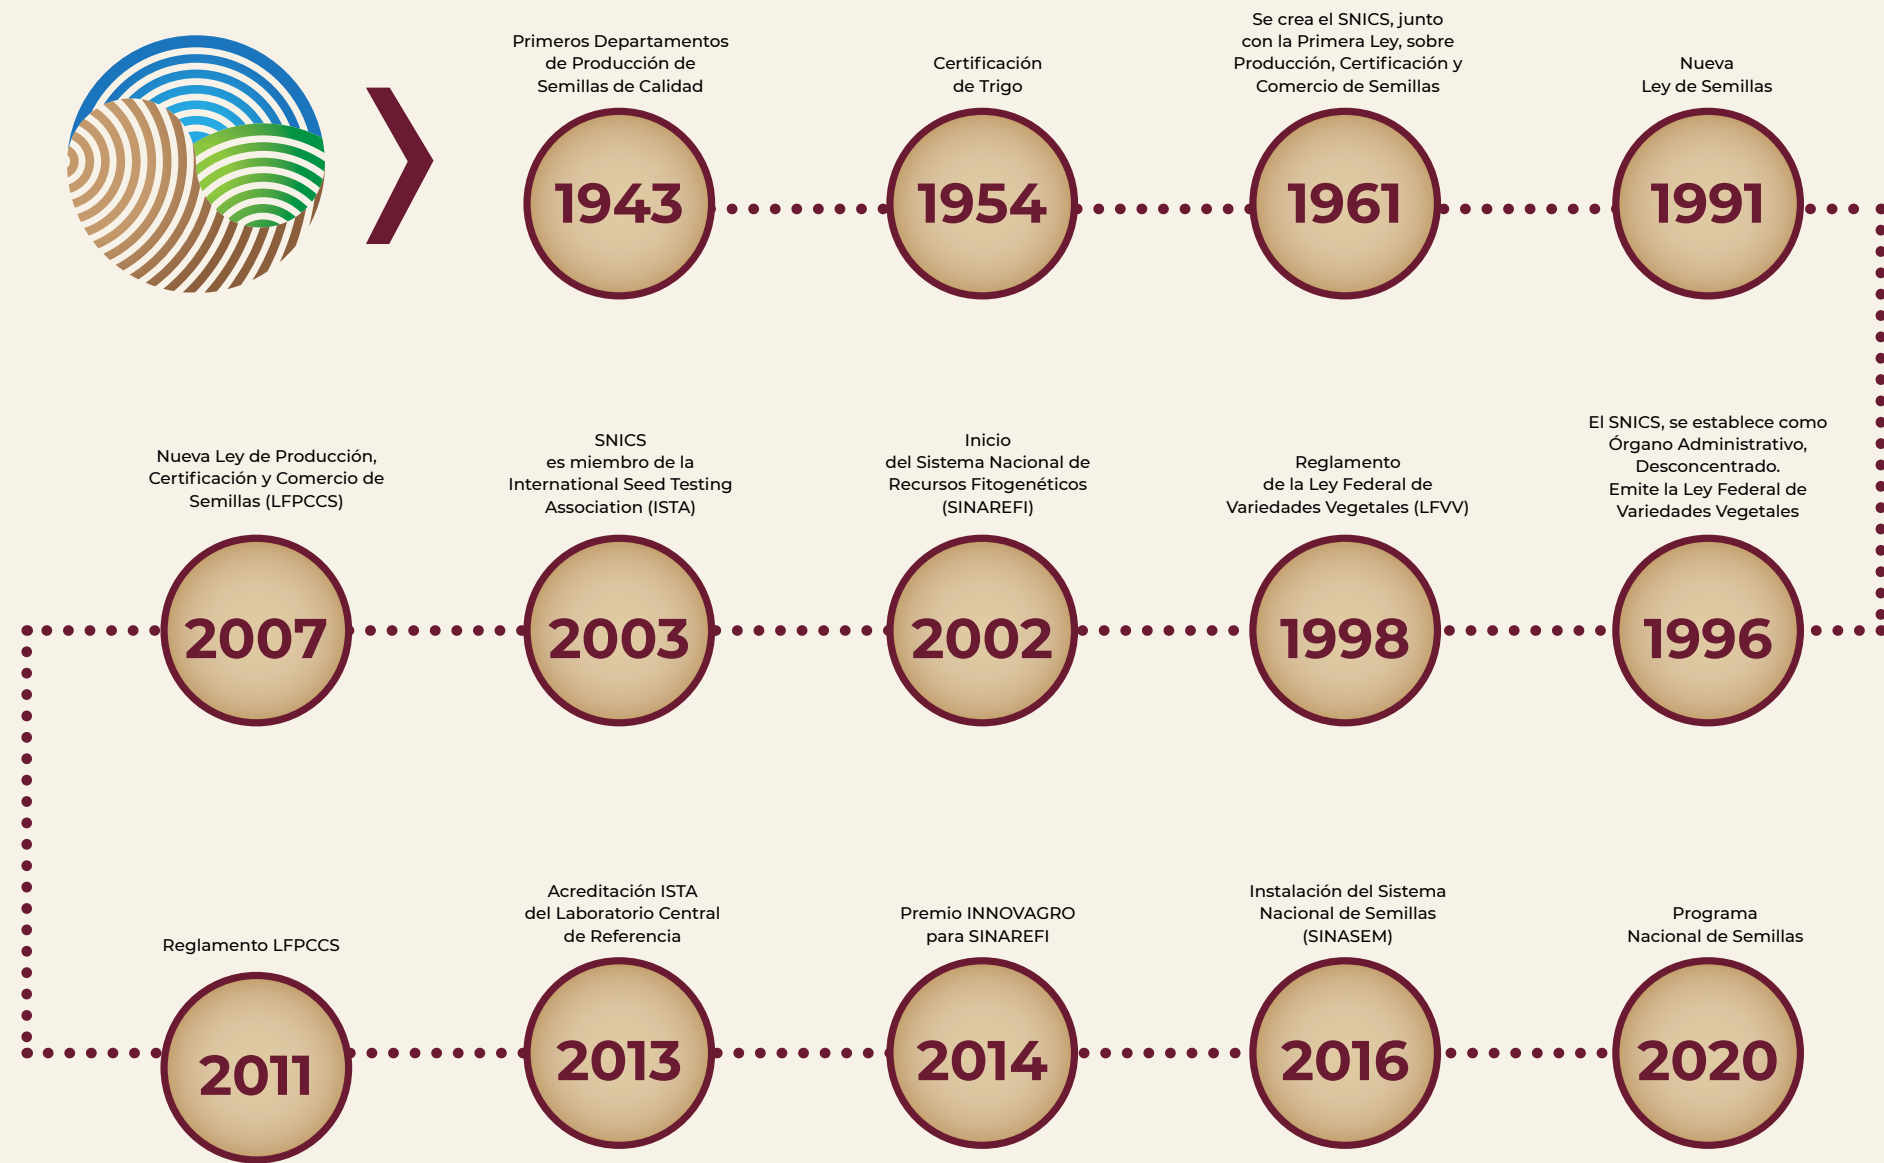 Primeros Departamentos
de Producción de
Semillas de Calidad
1943
Certificación
de Trigo
1954
Se crea el SNICS, junto
con la Primera Ley, sobre
Producción, Certificación y
Comercio de Semillas
1961
Nueva
Ley de Semillas
1991
El SNICS, se establece como
Órgano Administrativo,
Desconcentrado.
Emite la Ley Federal de
Variedades Vegetales
1996
Reglamento
de la Ley Federal de
Variedades Vegetales (LFVV)
1998
Inicio
del Sistema Nacional de
Recursos Fitogenéticos
(SINAREFI)
2002
SNICS
es miembro de la
International Seed Testing
Association (ISTA)
2003
Nueva Ley de Producción,
Certificación y Comercio de
Semillas (LFPCCS)
2007
Reglamento LFPCCS
2011
Acreditación ISTA
del Laboratorio Central
de Referencia
2013
Premio INNOVAGRO
para SINAREFI
2014
Instalación del Sistema
Nacional de Semillas
(SINASEM)
2016
Programa
Nacional de Semillas
2020